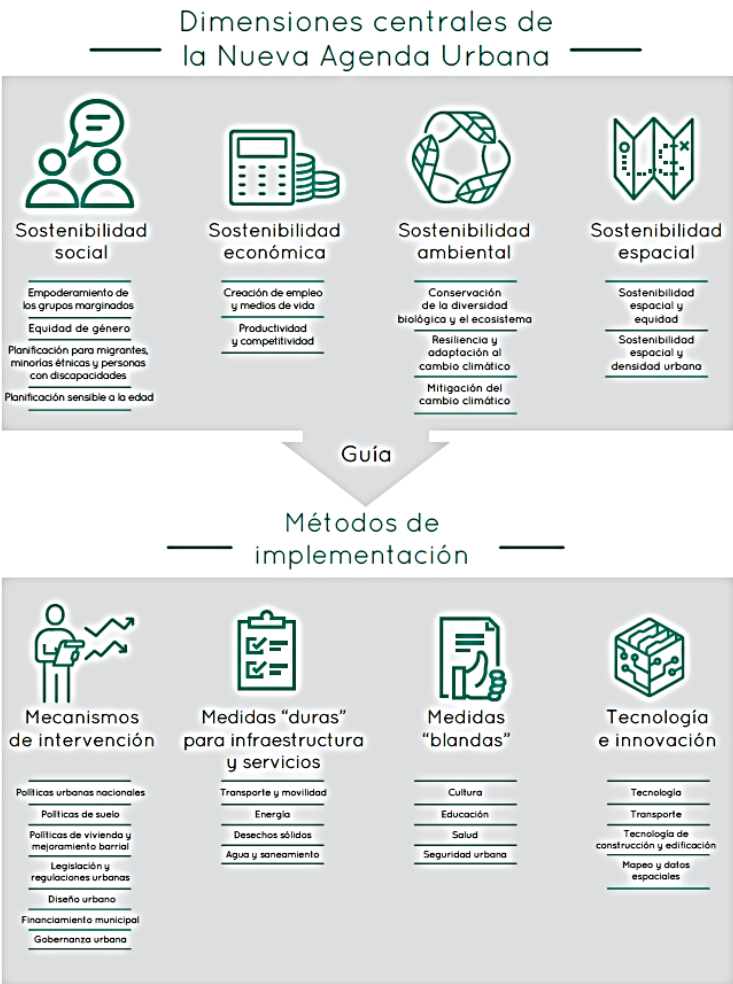 Dimensiones centrales de
la Nueva Agenda Urbana
Sostenibilidad
social
Empoderamiento de
los grupos marginados
Equidad de género
Planificación para migrantes,
minorías étnicas y personas
con discapacidades
Planificación sensible a la edad
Sostenibilidad
económica
Creación de empleo
y medios de vida
Productividad
y competitividad
Sostenibilidad
ambiental
Conservación
de la diversidad
biológica y el ecosistema
Resiliencia y
adaptación al
cambio climático
Mitigación del
cambio climático
Sostenibilidad
espacial
Sostenibilidad
espacial y
equidad
Sostenibilidad
espacial y
densidad urbana
Guía
Métodos de
implementación
Mecanismos
de intervención
Políticas urbanas nacionales
Políticas de suelo
Políticas de vivienda y
mejoramiento barrial
Legislación y
regulaciones urbanas
Diseño urbano
Financiamiento municipal
Gobernanza urbana
Medidas “duras”
para infraestructura
y servicios
Transporte y movilidad
Energía
Desechos sólidos
Agua y saneamiento
Medidas
“blandas”
Cultura
Educación
Salud
Seguridad urbana
Tecnología
e innovación
Tecnología
Transporte
Tecnología de
construcción y edificación
Mapeo y datos
espaciales